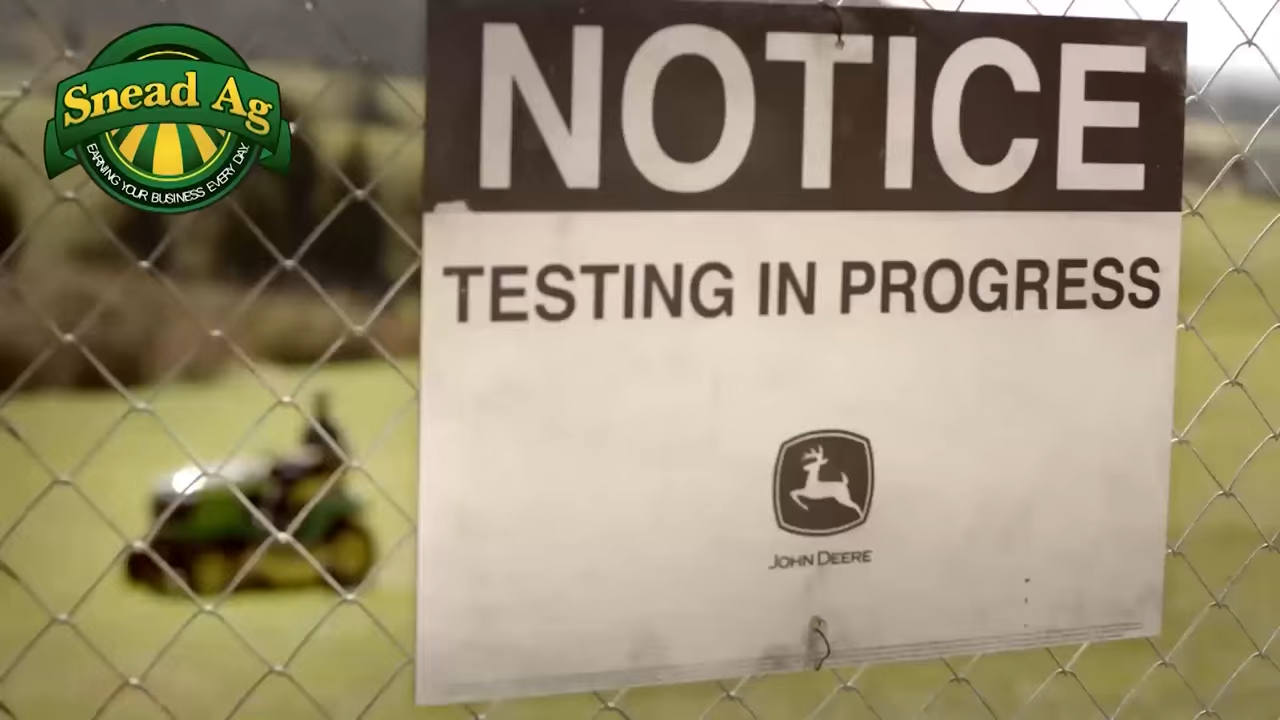 Snead Ag
EARNING YOUR BUSINESS EVERY DAY
NOTICE
TESTING IN PROGRESS
JOHN DEERE